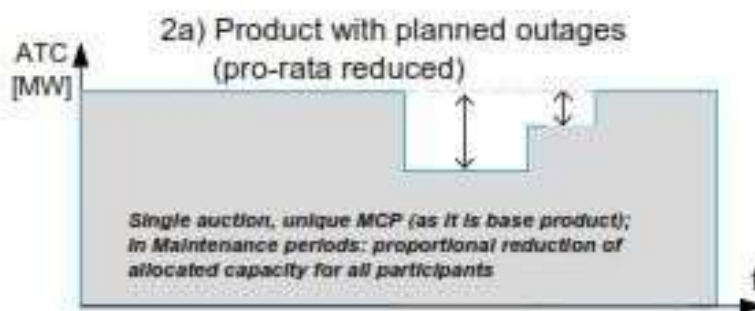 2a) Product with planned outages
(pro-rata reduced)
ATC
[MW]
Single auction, unique MCP (as it is base product);
in Maintenance periods: proportional reduction of
allocated capacity for all participants
t